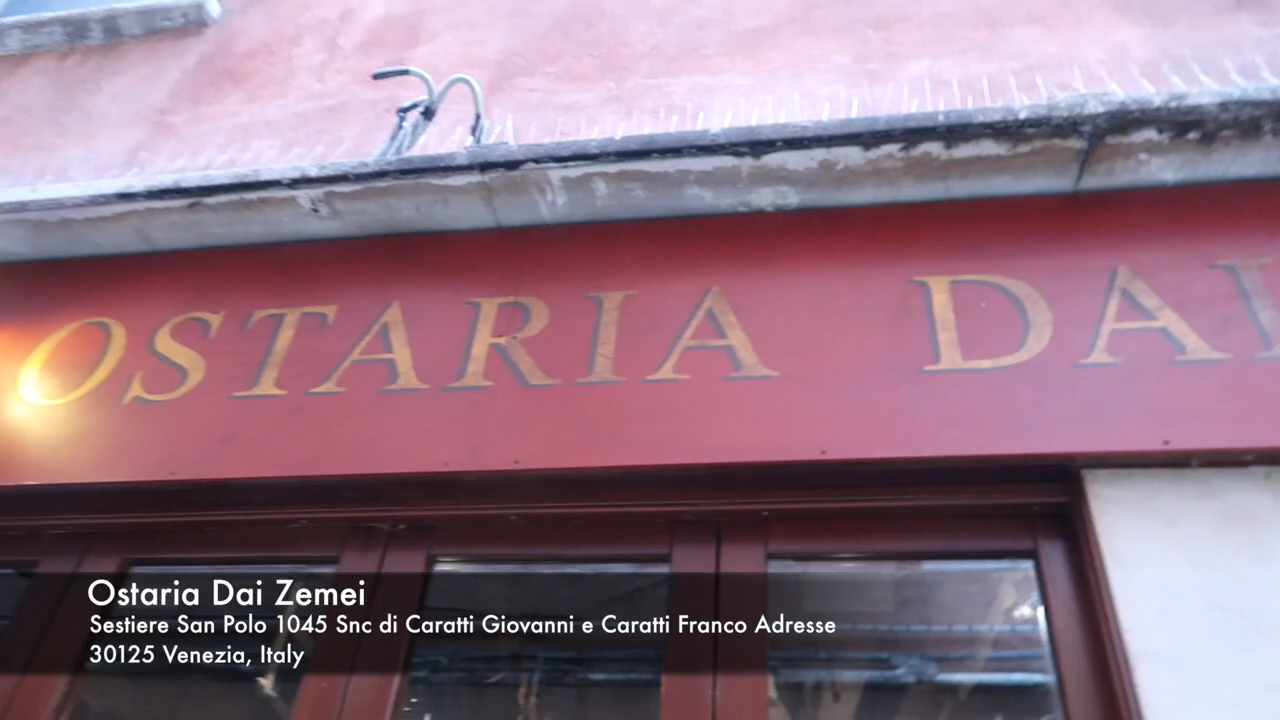 OSTARIA DAI
Ostaria Dai Zemei
Sestiere San Polo 1045 Snc di Caratti Giovanni e Caratti Franco Adresse
30125 Venezia, Italy